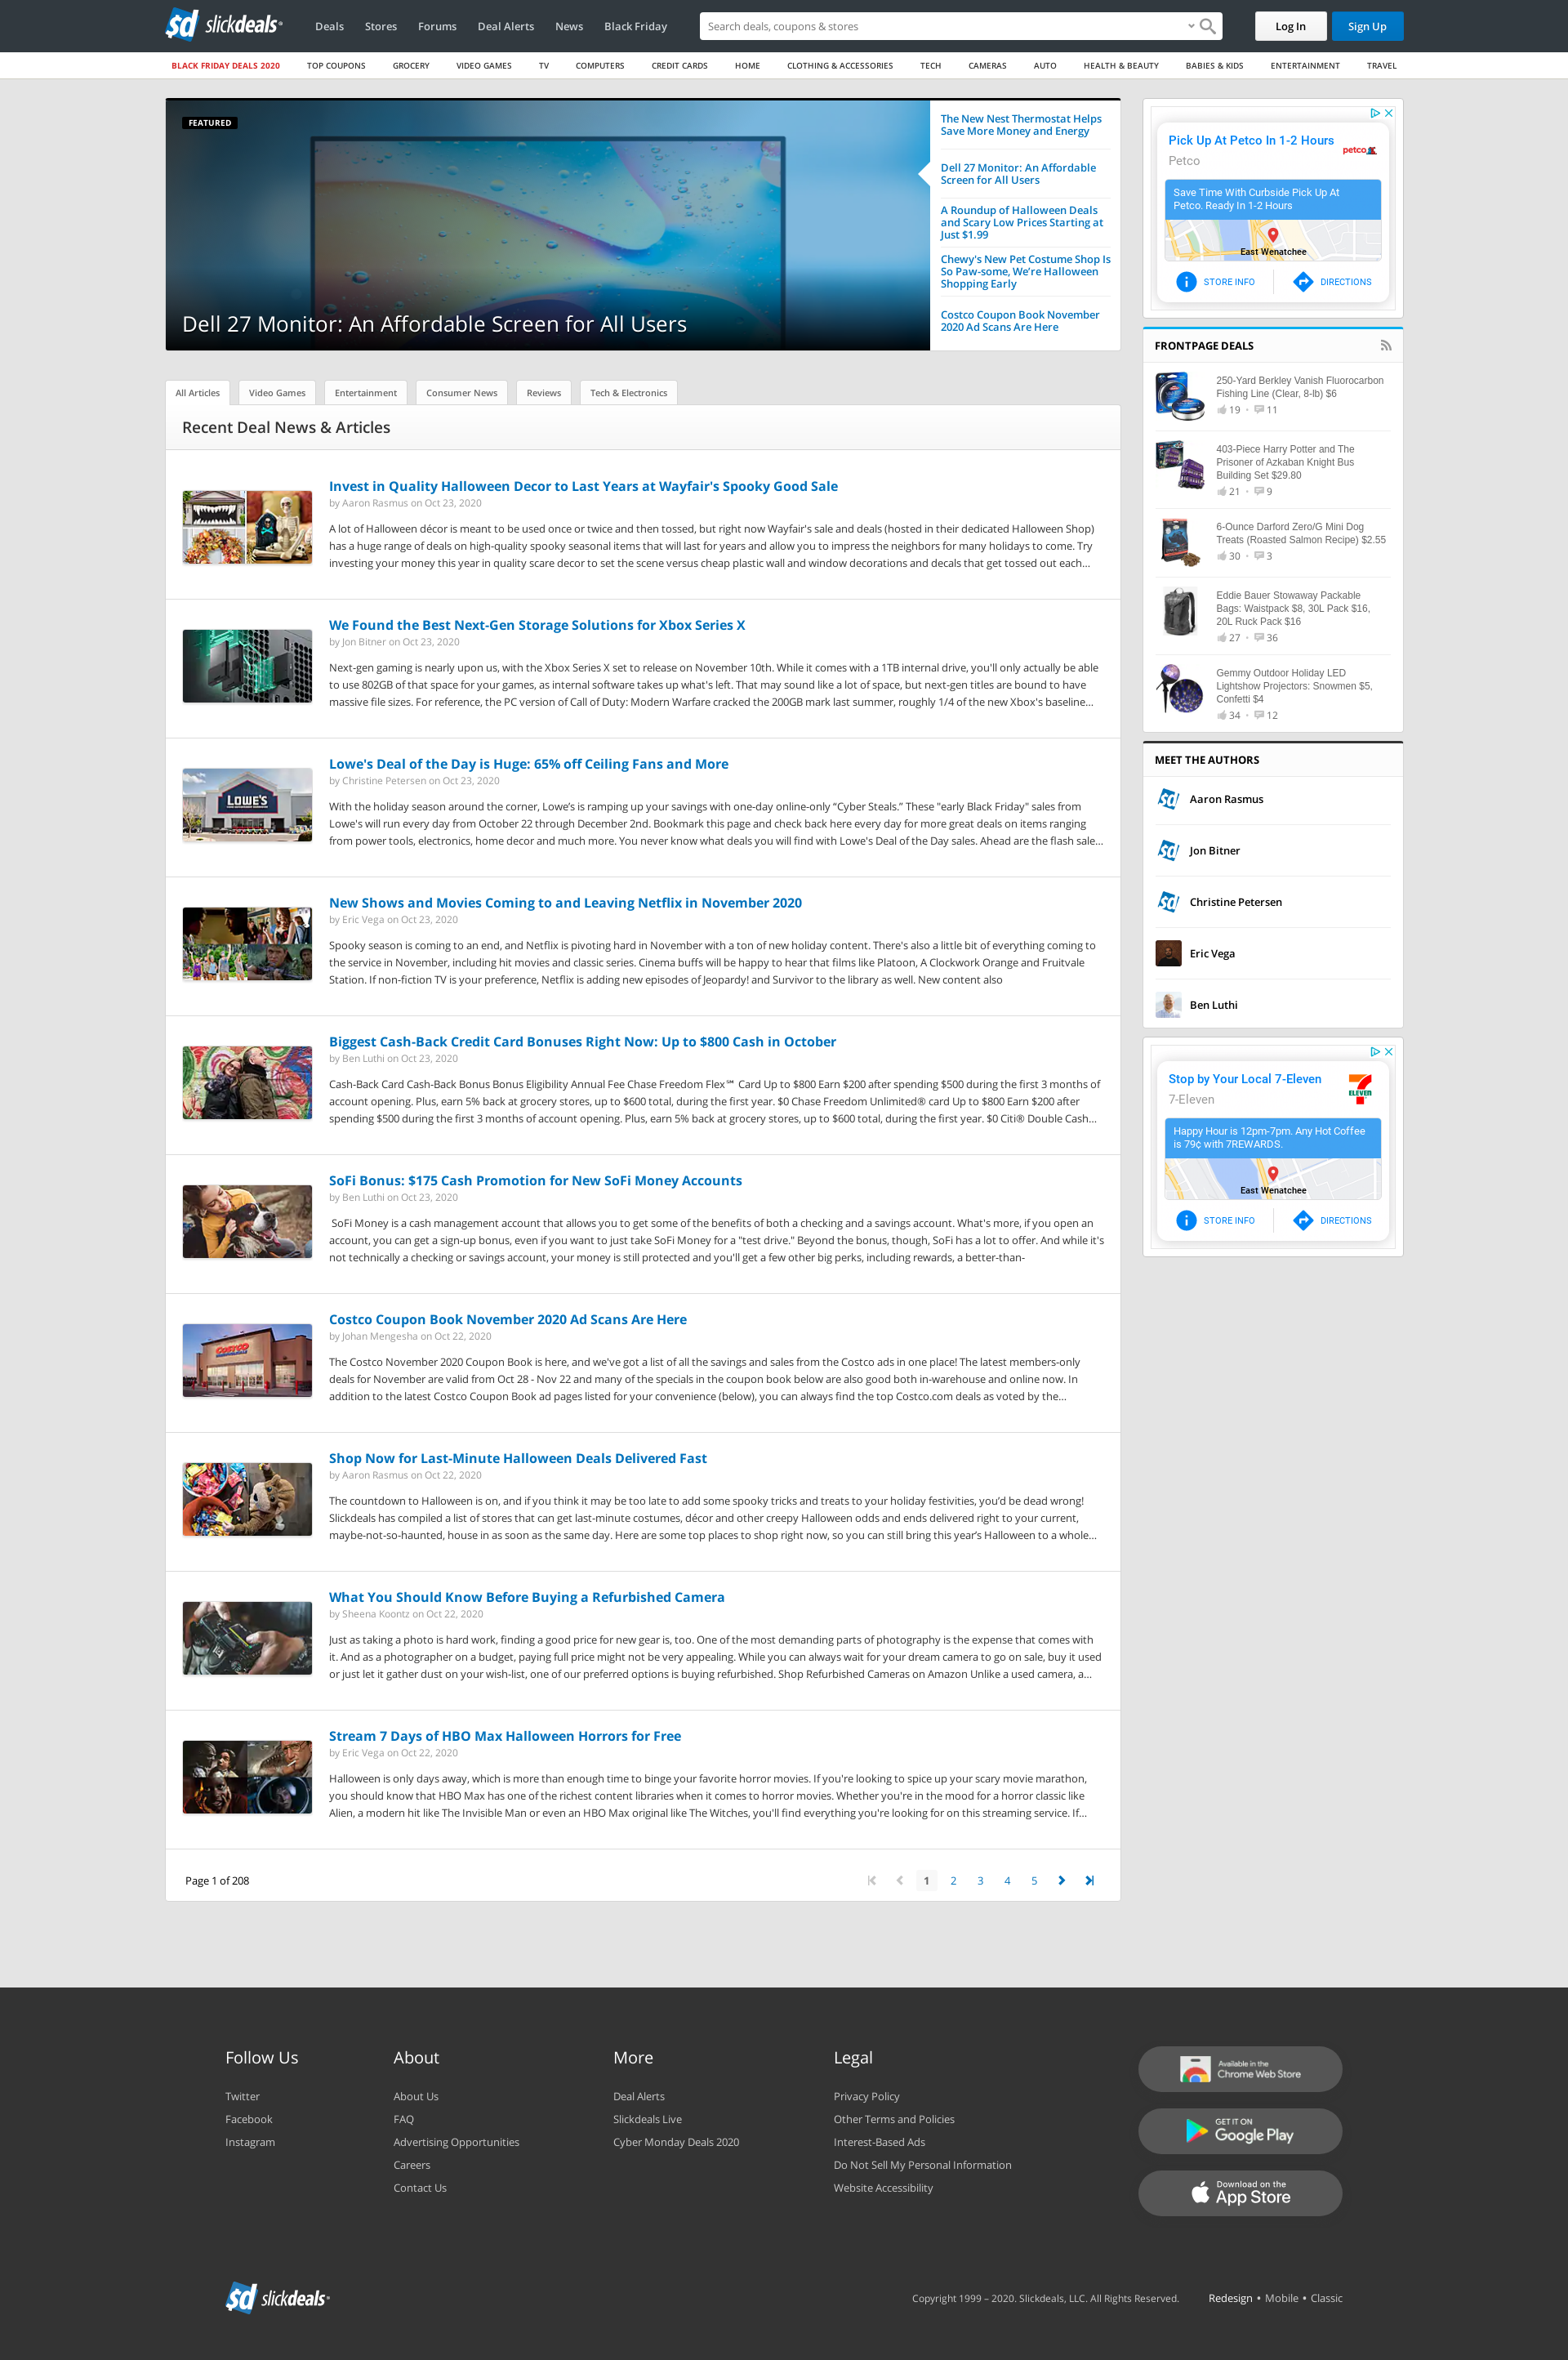 sd slickdeals
Deals Stores Forums Deal Alerts News Black Friday
Search deals, coupons & stores
Log In Sign Up
BLACK FRIDAY DEALS 2020 TOP COUPONS GROCERY VIDEO GAMES TV COMPUTERS CREDIT CARDS HOME CLOTHING & ACCESSORIES TECH CAMERAS AUTO HEALTH & BEAUTY BABIES & KIDS ENTERTAINMENT TRAVEL
FEATURED
Dell 27 Monitor: An Affordable Screen for All Users
The New Nest Thermostat Helps
Save More Money and Energy
Dell 27 Monitor: An Affordable
Screen for All Users
A Roundup of Halloween Deals
and Scary Low Prices Starting at
Just $1.99
Chewy's New Pet Costume Shop Is
So Paw-some, We’re Halloween
Shopping Early
Costco Coupon Book November
2020 Ad Scans Are Here
All Articles Video Games Entertainment Consumer News Reviews Tech & Electronics
Recent Deal News & Articles
Invest in Quality Halloween Decor to Last Years at Wayfair's Spooky Good Sale
by Aaron Rasmus on Oct 23, 2020
A lot of Halloween décor is meant to be used once or twice and then tossed, but right now Wayfair's sale and deals (hosted in their dedicated Halloween Shop)
has a huge range of deals on high-quality spooky seasonal items that will last for years and allow you to impress the neighbors for many holidays to come. Try
investing your money this year in quality scare decor to set the scene versus cheap plastic wall and window decorations and decals that get tossed out each...
We Found the Best Next-Gen Storage Solutions for Xbox Series X
by Jon Bitner on Oct 23, 2020
Next-gen gaming is nearly upon us, with the Xbox Series X set to release on November 10th. While it comes with a 1TB internal drive, you'll only actually be able
to use 802GB of that space for your games, as internal software takes up what's left. That may sound like a lot of space, but next-gen titles are bound to have
massive file sizes. For reference, the PC version of Call of Duty: Modern Warfare cracked the 200GB mark last summer, roughly 1/4 of the new Xbox's baseline...
LOWE'S
Lowe's Deal of the Day is Huge: 65% off Ceiling Fans and More
by Christine Petersen on Oct 23, 2020
With the holiday season around the corner, Lowe’s is ramping up your savings with one-day online-only “Cyber Steals.” These "early Black Friday" sales from
Lowe's will run every day from October 22 through December 2nd. Bookmark this page and check back here every day for more great deals on items ranging
from power tools, electronics, home decor and much more. You never know what deals you will find with Lowe's Deal of the Day sales. Ahead are the flash sale...
New Shows and Movies Coming to and Leaving Netflix in November 2020
by Eric Vega on Oct 23, 2020
Spooky season is coming to an end, and Netflix is pivoting hard in November with a ton of new holiday content. There's also a little bit of everything coming to
the service in November, including hit movies and classic series. Cinema buffs will be happy to hear that films like Platoon, A Clockwork Orange and Fruitvale
Station. If non-fiction TV is your preference, Netflix is adding new episodes of Jeopardy! and Survivor to the library as well. New content also
Biggest Cash-Back Credit Card Bonuses Right Now: Up to $800 Cash in October
by Ben Luthi on Oct 23, 2020
Cash-Back Card Cash-Back Bonus Bonus Eligibility Annual Fee Chase Freedom Flex℠ Card Up to $800 Earn $200 after spending $500 during the first 3 months of
account opening. Plus, earn 5% back at grocery stores, up to $600 total, during the first year. $0 Chase Freedom Unlimited® card Up to $800 Earn $200 after
spending $500 during the first 3 months of account opening. Plus, earn 5% back at grocery stores, up to $600 total, during the first year. $0 Citi® Double Cash...
SoFi Bonus: $175 Cash Promotion for New SoFi Money Accounts
by Ben Luthi on Oct 23, 2020
SoFi Money is a cash management account that allows you to get some of the benefits of both a checking and a savings account. What's more, if you open an
account, you can get a sign-up bonus, even if you want to just take SoFi Money for a "test drive." Beyond the bonus, though, SoFi has a lot to offer. And while it's
not technically a checking or savings account, your money is still protected and you'll get a few other big perks, including rewards, a better-than-
COSTCO
Costco Coupon Book November 2020 Ad Scans Are Here
by Johan Mengesha on Oct 22, 2020
The Costco November 2020 Coupon Book is here, and we've got a list of all the savings and sales from the Costco ads in one place! The latest members-only
deals for November are valid from Oct 28 - Nov 22 and many of the specials in the coupon book below are also good both in-warehouse and online now. In
addition to the latest Costco Coupon Book ad pages listed for your convenience (below), you can always find the top Costco.com deals as voted by the...
Shop Now for Last-Minute Halloween Deals Delivered Fast
by Aaron Rasmus on Oct 22, 2020
The countdown to Halloween is on, and if you think it may be too late to add some spooky tricks and treats to your holiday festivities, you’d be dead wrong!
Slickdeals has compiled a list of stores that can get last-minute costumes, décor and other creepy Halloween odds and ends delivered right to your current,
maybe-not-so-haunted, house in as soon as the same day. Here are some top places to shop right now, so you can still bring this year’s Halloween to a whole...
What You Should Know Before Buying a Refurbished Camera
by Sheena Koontz on Oct 22, 2020
Just as taking a photo is hard work, finding a good price for new gear is, too. One of the most demanding parts of photography is the expense that comes with
it. And as a photographer on a budget, paying full price might not be very appealing. While you can always wait for your dream camera to go on sale, buy it used
or just let it gather dust on your wish-list, one of our preferred options is buying refurbished. Shop Refurbished Cameras on Amazon Unlike a used camera, a...
Stream 7 Days of HBO Max Halloween Horrors for Free
by Eric Vega on Oct 22, 2020
Halloween is only days away, which is more than enough time to binge your favorite horror movies. If you're looking to spice up your scary movie marathon,
you should know that HBO Max has one of the richest content libraries when it comes to horror movies. Whether you're in the mood for a horror classic like
Alien, a modern hit like The Invisible Man or even an HBO Max original like The Witches, you'll find everything you're looking for on this streaming service. If...
Page 1 of 208
1 2 3 4 5
Pick Up At Petco In 1-2 Hours
Petco
petco
Save Time With Curbside Pick Up At
Petco. Ready In 1-2 Hours
East Wenatchee
STORE INFO DIRECTIONS
FRONTPAGE DEALS
250-Yard Berkley Vanish Fluorocarbon
Fishing Line (Clear, 8-lb) $6
19 • 11
403-Piece Harry Potter and The
Prisoner of Azkaban Knight Bus
Building Set $29.80
21 • 9
6-Ounce Darford Zero/G Mini Dog
Treats (Roasted Salmon Recipe) $2.55
30 • 3
Eddie Bauer Stowaway Packable
Bags: Waistpack $8, 30L Pack $16,
20L Ruck Pack $16
27 • 36
Gemmy Outdoor Holiday LED
Lightshow Projectors: Snowmen $5,
Confetti $4
34 • 12
MEET THE AUTHORS
sd Aaron Rasmus
sd Jon Bitner
sd Christine Petersen
Eric Vega
Ben Luthi
Stop by Your Local 7-Eleven
7-Eleven
7 ELEVEN
Happy Hour is 12pm-7pm. Any Hot Coffee
is 79¢ with 7REWARDS.
East Wenatchee
STORE INFO DIRECTIONS
Follow Us
Twitter
Facebook
Instagram
About
About Us
FAQ
Advertising Opportunities
Careers
Contact Us
More
Deal Alerts
Slickdeals Live
Cyber Monday Deals 2020
Legal
Privacy Policy
Other Terms and Policies
Interest-Based Ads
Do Not Sell My Personal Information
Website Accessibility
Available in the
Chrome Web Store
GET IT ON
Google Play
Download on the
App Store
sd slickdeals
Copyright 1999 – 2020. Slickdeals, LLC. All Rights Reserved.
Redesign • Mobile • Classic